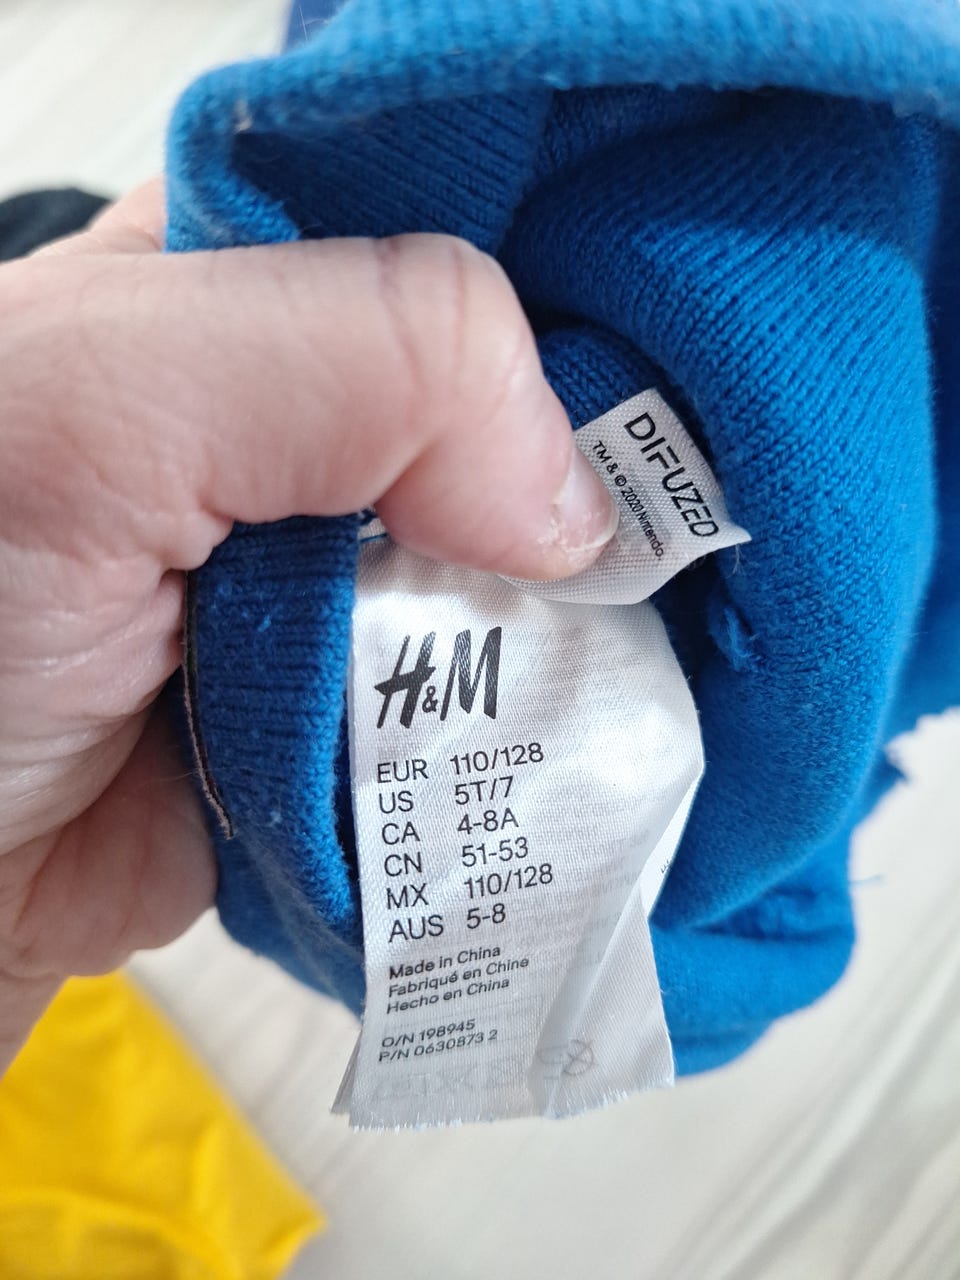 DIFUZED
TM & © 2020 Nintendo.
H&M
EUR 110/128
US 5T/7
CA 4-8A
CN 51-53
MX 110/128
AUS 5-8
Made in China
Fabriqué en Chine
Hecho en China
O/N 198945
P/N 0630873 2